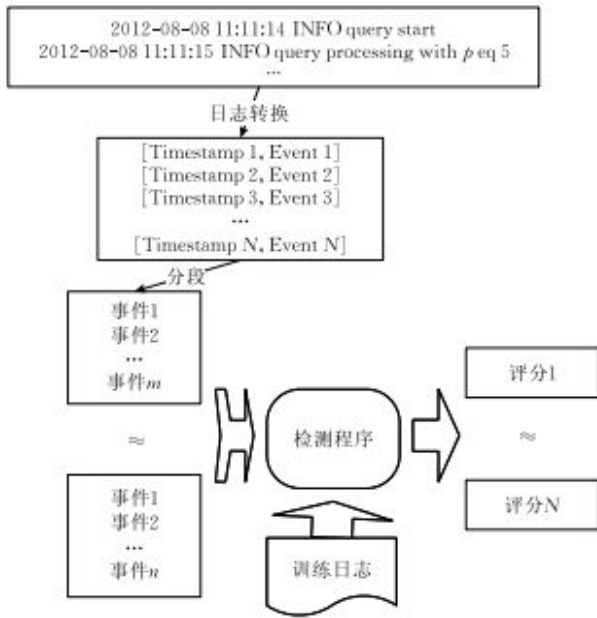 2012-08-08 11:11:14 INFO query start
2012-08-08 11:11:15 INFO query processing with p eq 5
...
日志转换
[Timestamp 1, Event 1]
[Timestamp 2, Event 2]
[Timestamp 3, Event 3]
...
[Timestamp N, Event N]
分段
事件1
事件2
...
事件m
≈
事件1
事件2
...
事件n
检测程序
训练日志
评分1
≈
评分N